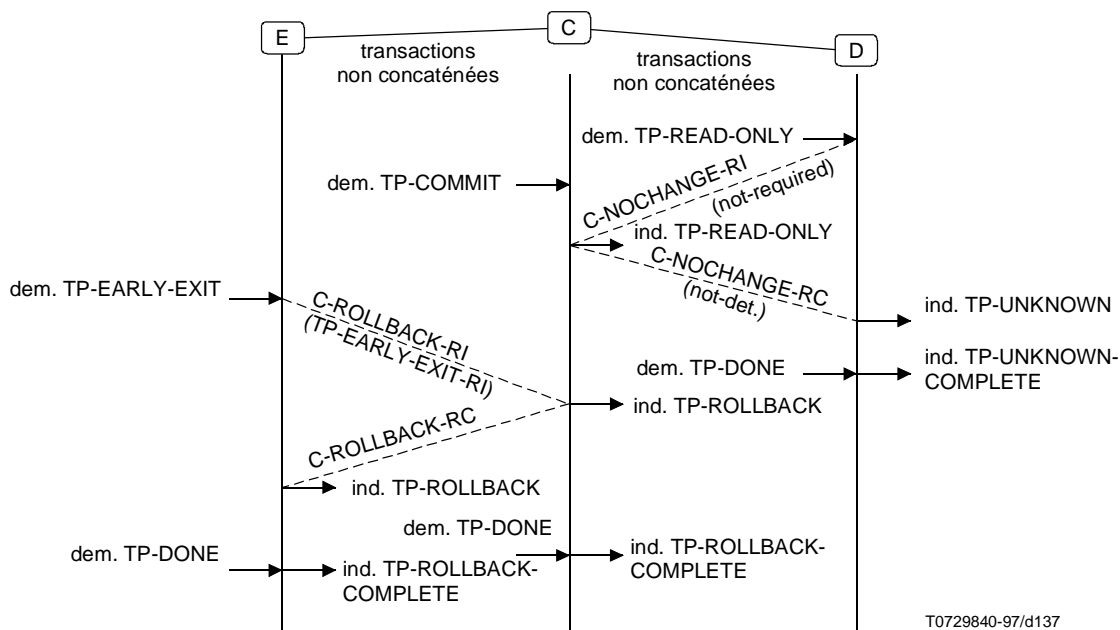 E
C
D
transactions
non concaténées
transactions
non concaténées
dem. TP-READ-ONLY
dem. TP-COMMIT
C-NOCHANGE-RI
(not-required)
ind. TP-READ-ONLY
C-NOCHANGE-RC
(not-det.)
dem. TP-EARLY-EXIT
C-ROLLBACK-RI
(TP-EARLY-EXIT-RI)
ind. TP-UNKNOWN
dem. TP-DONE
ind. TP-UNKNOWN-
COMPLETE
ind. TP-ROLLBACK
C-ROLLBACK-RC
ind. TP-ROLLBACK
dem. TP-DONE
dem. TP-DONE
ind. TP-ROLLBACK-
COMPLETE
ind. TP-ROLLBACK-
COMPLETE
T0729840-97/d137